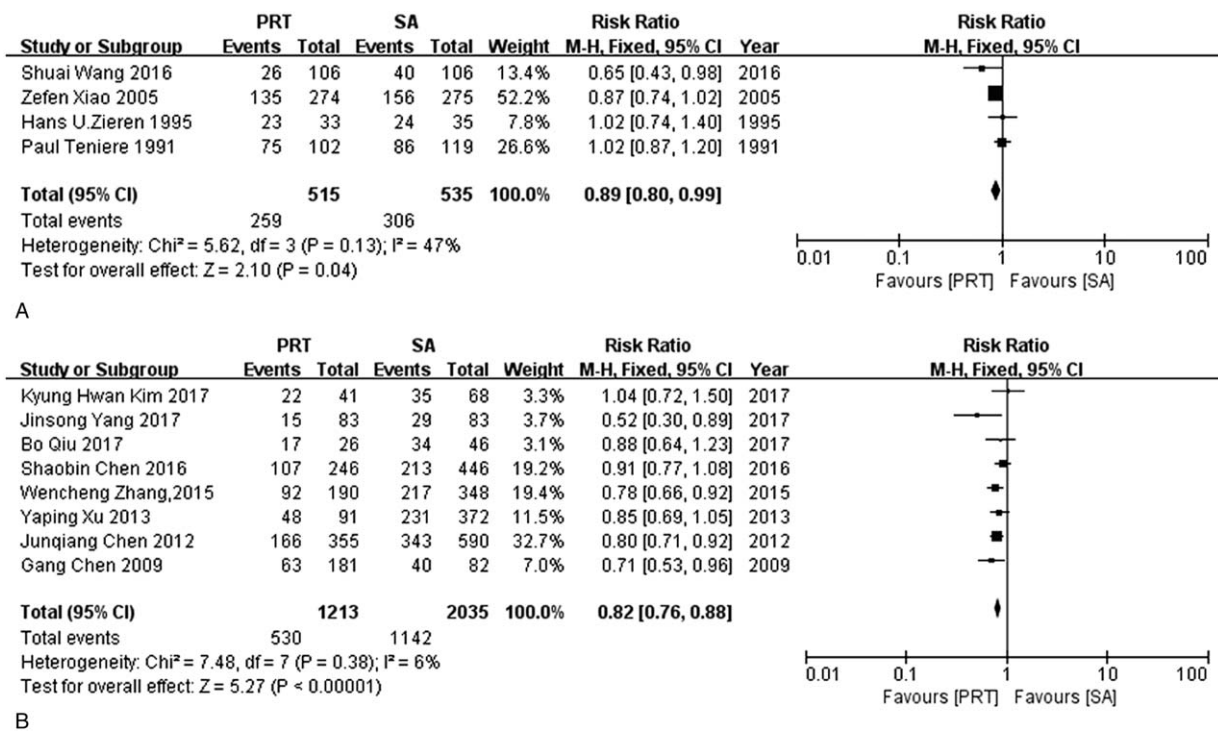 PRT SA Risk Ratio Risk Ratio
Study or Subgroup Events Total Events Total Weight M-H, Fixed, 95% CI Year M-H, Fixed, 95% CI
Shuai Wang 2016 26 106 40 106 13.4% 0.65 [0.43, 0.98] 2016
Zefen Xiao 2005 135 274 156 275 52.2% 0.87 [0.74, 1.02] 2005
Hans U.Zieren 1995 23 33 24 35 7.8% 1.02 [0.74, 1.40] 1995
Paul Teniere 1991 75 102 86 119 26.6% 1.02 [0.87, 1.20] 1991
Total (95% CI) 515 535 100.0% 0.89 [0.80, 0.99]
Total events 259 306
Heterogeneity: Chi² = 5.62, df = 3 (P = 0.13); I² = 47%
Test for overall effect: Z = 2.10 (P = 0.04)
0.01 0.1 1 10 100
Favours [PRT] Favours [SA]
A
PRT SA Risk Ratio Risk Ratio
Study or Subgroup Events Total Events Total Weight M-H, Fixed, 95% CI Year M-H, Fixed, 95% CI
Kyung Hwan Kim 2017 22 41 35 68 3.3% 1.04 [0.72, 1.50] 2017
Jinsong Yang 2017 15 83 29 83 3.7% 0.52 [0.30, 0.89] 2017
Bo Qiu 2017 17 26 34 46 3.1% 0.88 [0.64, 1.23] 2017
Shaobin Chen 2016 107 246 213 446 19.2% 0.91 [0.77, 1.08] 2016
Wencheng Zhang,2015 92 190 217 348 19.4% 0.78 [0.66, 0.92] 2015
Yaping Xu 2013 48 91 231 372 11.5% 0.85 [0.69, 1.05] 2013
Junqiang Chen 2012 166 355 343 590 32.7% 0.80 [0.71, 0.92] 2012
Gang Chen 2009 63 181 40 82 7.0% 0.71 [0.53, 0.96] 2009
Total (95% CI) 1213 2035 100.0% 0.82 [0.76, 0.88]
Total events 530 1142
Heterogeneity: Chi² = 7.48, df = 7 (P = 0.38); I² = 6%
Test for overall effect: Z = 5.27 (P < 0.00001)
0.01 0.1 1 10 100
Favours [PRT] Favours [SA]
B